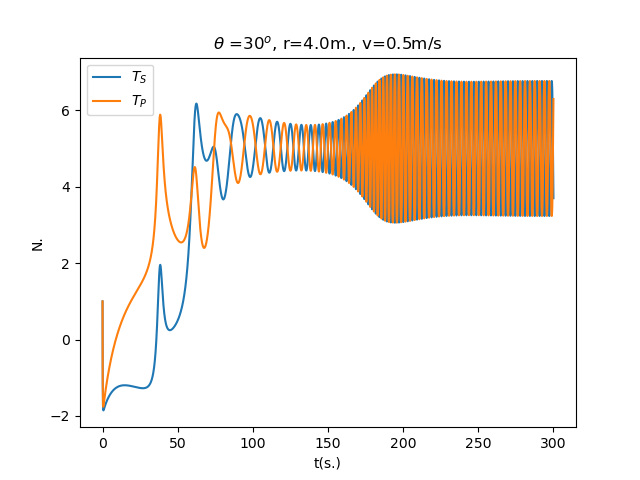 θ =30°, r=4.0m., v=0.5m/s
T_S
T_P
N.
6
4
2
0
−2
0 50 100 150 200 250 300
t(s.)